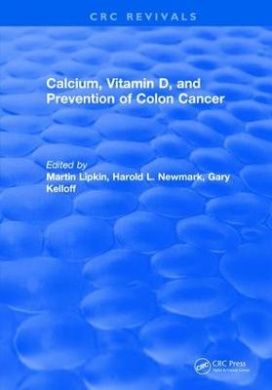 CRC REVIVALS
Calcium, Vitamin D, and
Prevention of Colon Cancer
Edited by
Martin Lipkin, Harold L. Newmark, Gary
Kelloff
CRC
CRC Press
Taylor & Francis Group